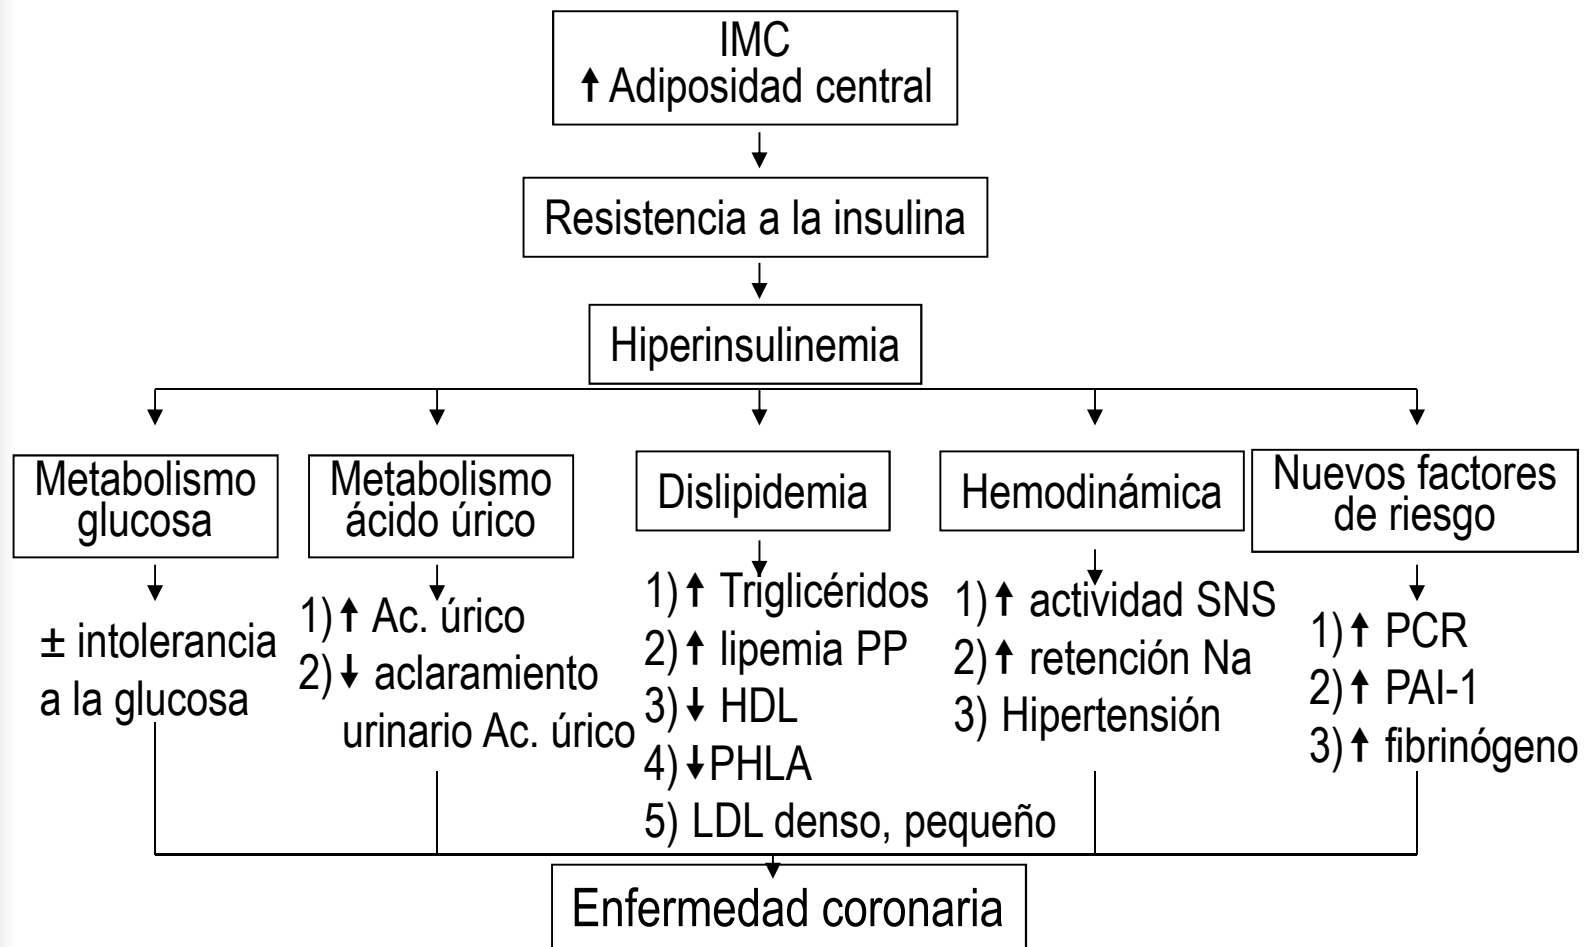 IMC
↑ Adiposidad central
Resistencia a la insulina
Hiperinsulinemia
Metabolismo
glucosa
± intolerancia
a la glucosa
Metabolismo
ácido úrico
1) ↑ Ac. úrico
2) ↓ aclaramiento
urinario Ac. úrico
Dislipidemia
1) ↑ Triglicéridos
2) ↑ lipemia PP
3) ↓ HDL
4) ↓ PHLA
5) LDL denso, pequeño
Hemodinámica
1) ↑ actividad SNS
2) ↑ retención Na
3) Hipertensión
Nuevos factores
de riesgo
1) ↑ PCR
2) ↑ PAI-1
3) ↑ fibrinógeno
Enfermedad coronaria